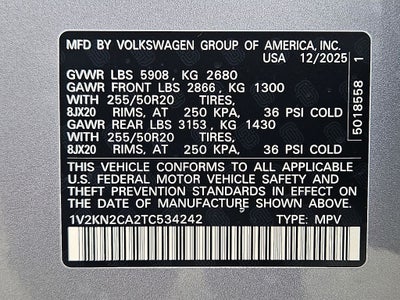 MFD BY VOLKSWAGEN GROUP OF AMERICA, INC.
USA 12/2025
GVWR LBS 5908, KG 2680
GAWR FRONT LBS 2866, KG 1300
WITH 255/50R20 TIRES,
8JX20 RIMS, AT 250 KPA, 36 PSI COLD
GAWR REAR LBS 3153, KG 1430
WITH 255/50R20 TIRES,
8JX20 RIMS, AT 250 KPA, 36 PSI COLD
THIS VEHICLE CONFORMS TO ALL APPLICABLE
U.S. FEDERAL MOTOR VEHICLE SAFETY AND
THEFT PREVENTION STANDARDS IN EFFECT ON
THE DATE OF MANUFACTURE SHOWN ABOVE.
1V2KN2CA2TC534242 TYPE: MPV
5018558 1